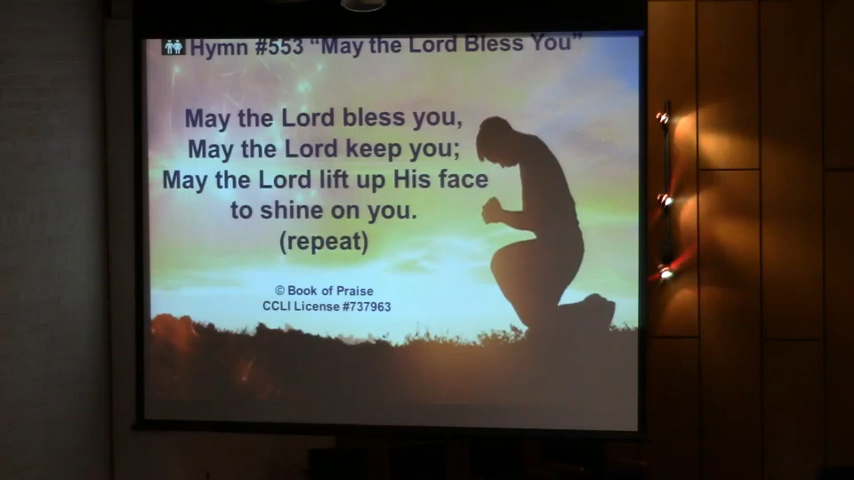 Hymn #553 “May the Lord Bless You”
May the Lord bless you,
May the Lord keep you;
May the Lord lift up His face
to shine on you.
(repeat)
© Book of Praise
CCLI License #737963